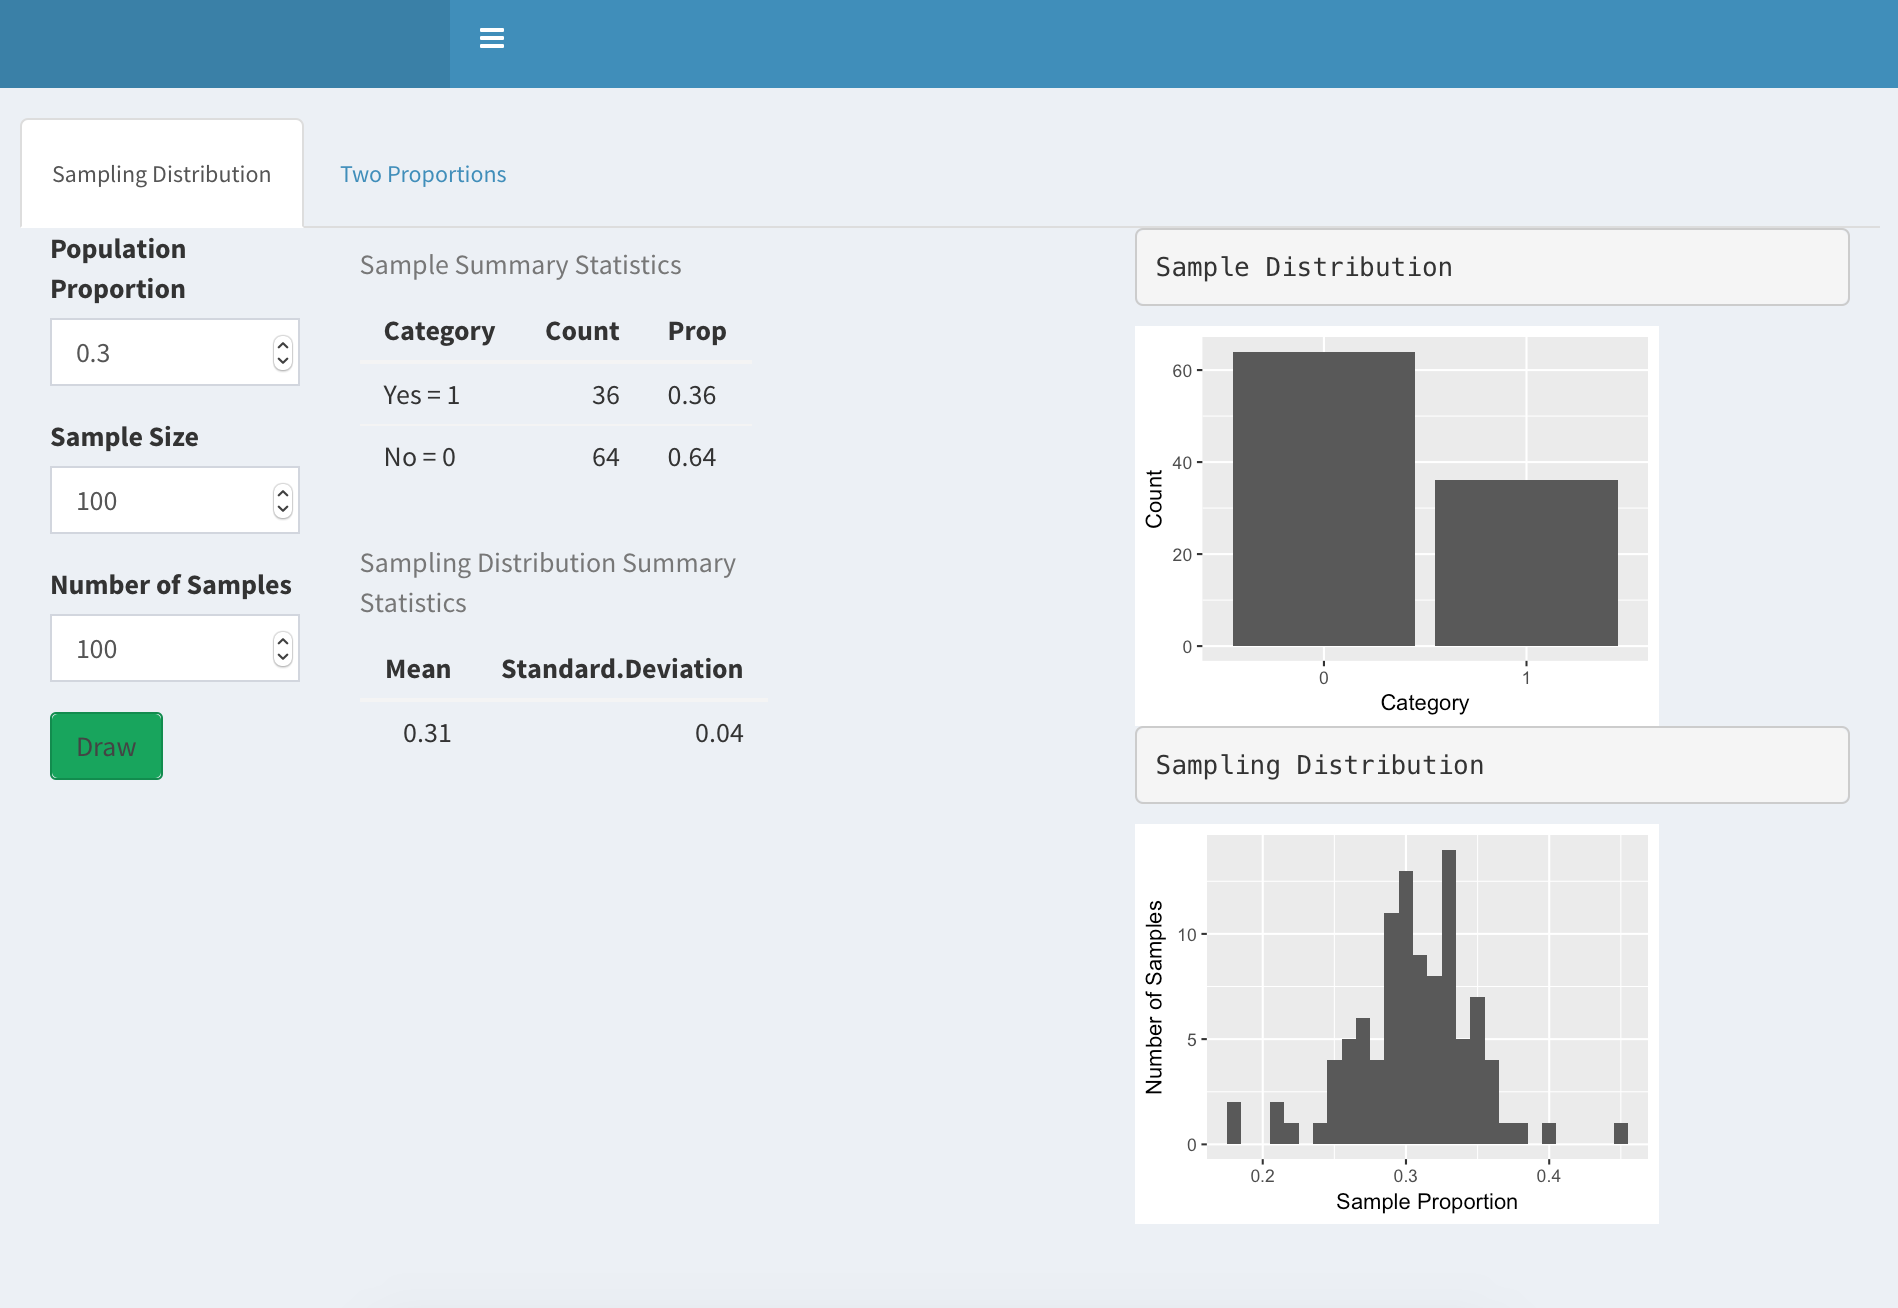 Sampling Distribution
Two Proportions
Population
Proportion
0.3
Sample Size
100
Number of Samples
100
Draw
Sample Summary Statistics
Category Count Prop
Yes = 1 36 0.36
No = 0 64 0.64
Sampling Distribution Summary
Statistics
Mean Standard.Deviation
0.31 0.04
Sample Distribution
60
40
20
0
Count
0 1
Category
Sampling Distribution
10
5
0
Number of Samples
0.2 0.3 0.4
Sample Proportion